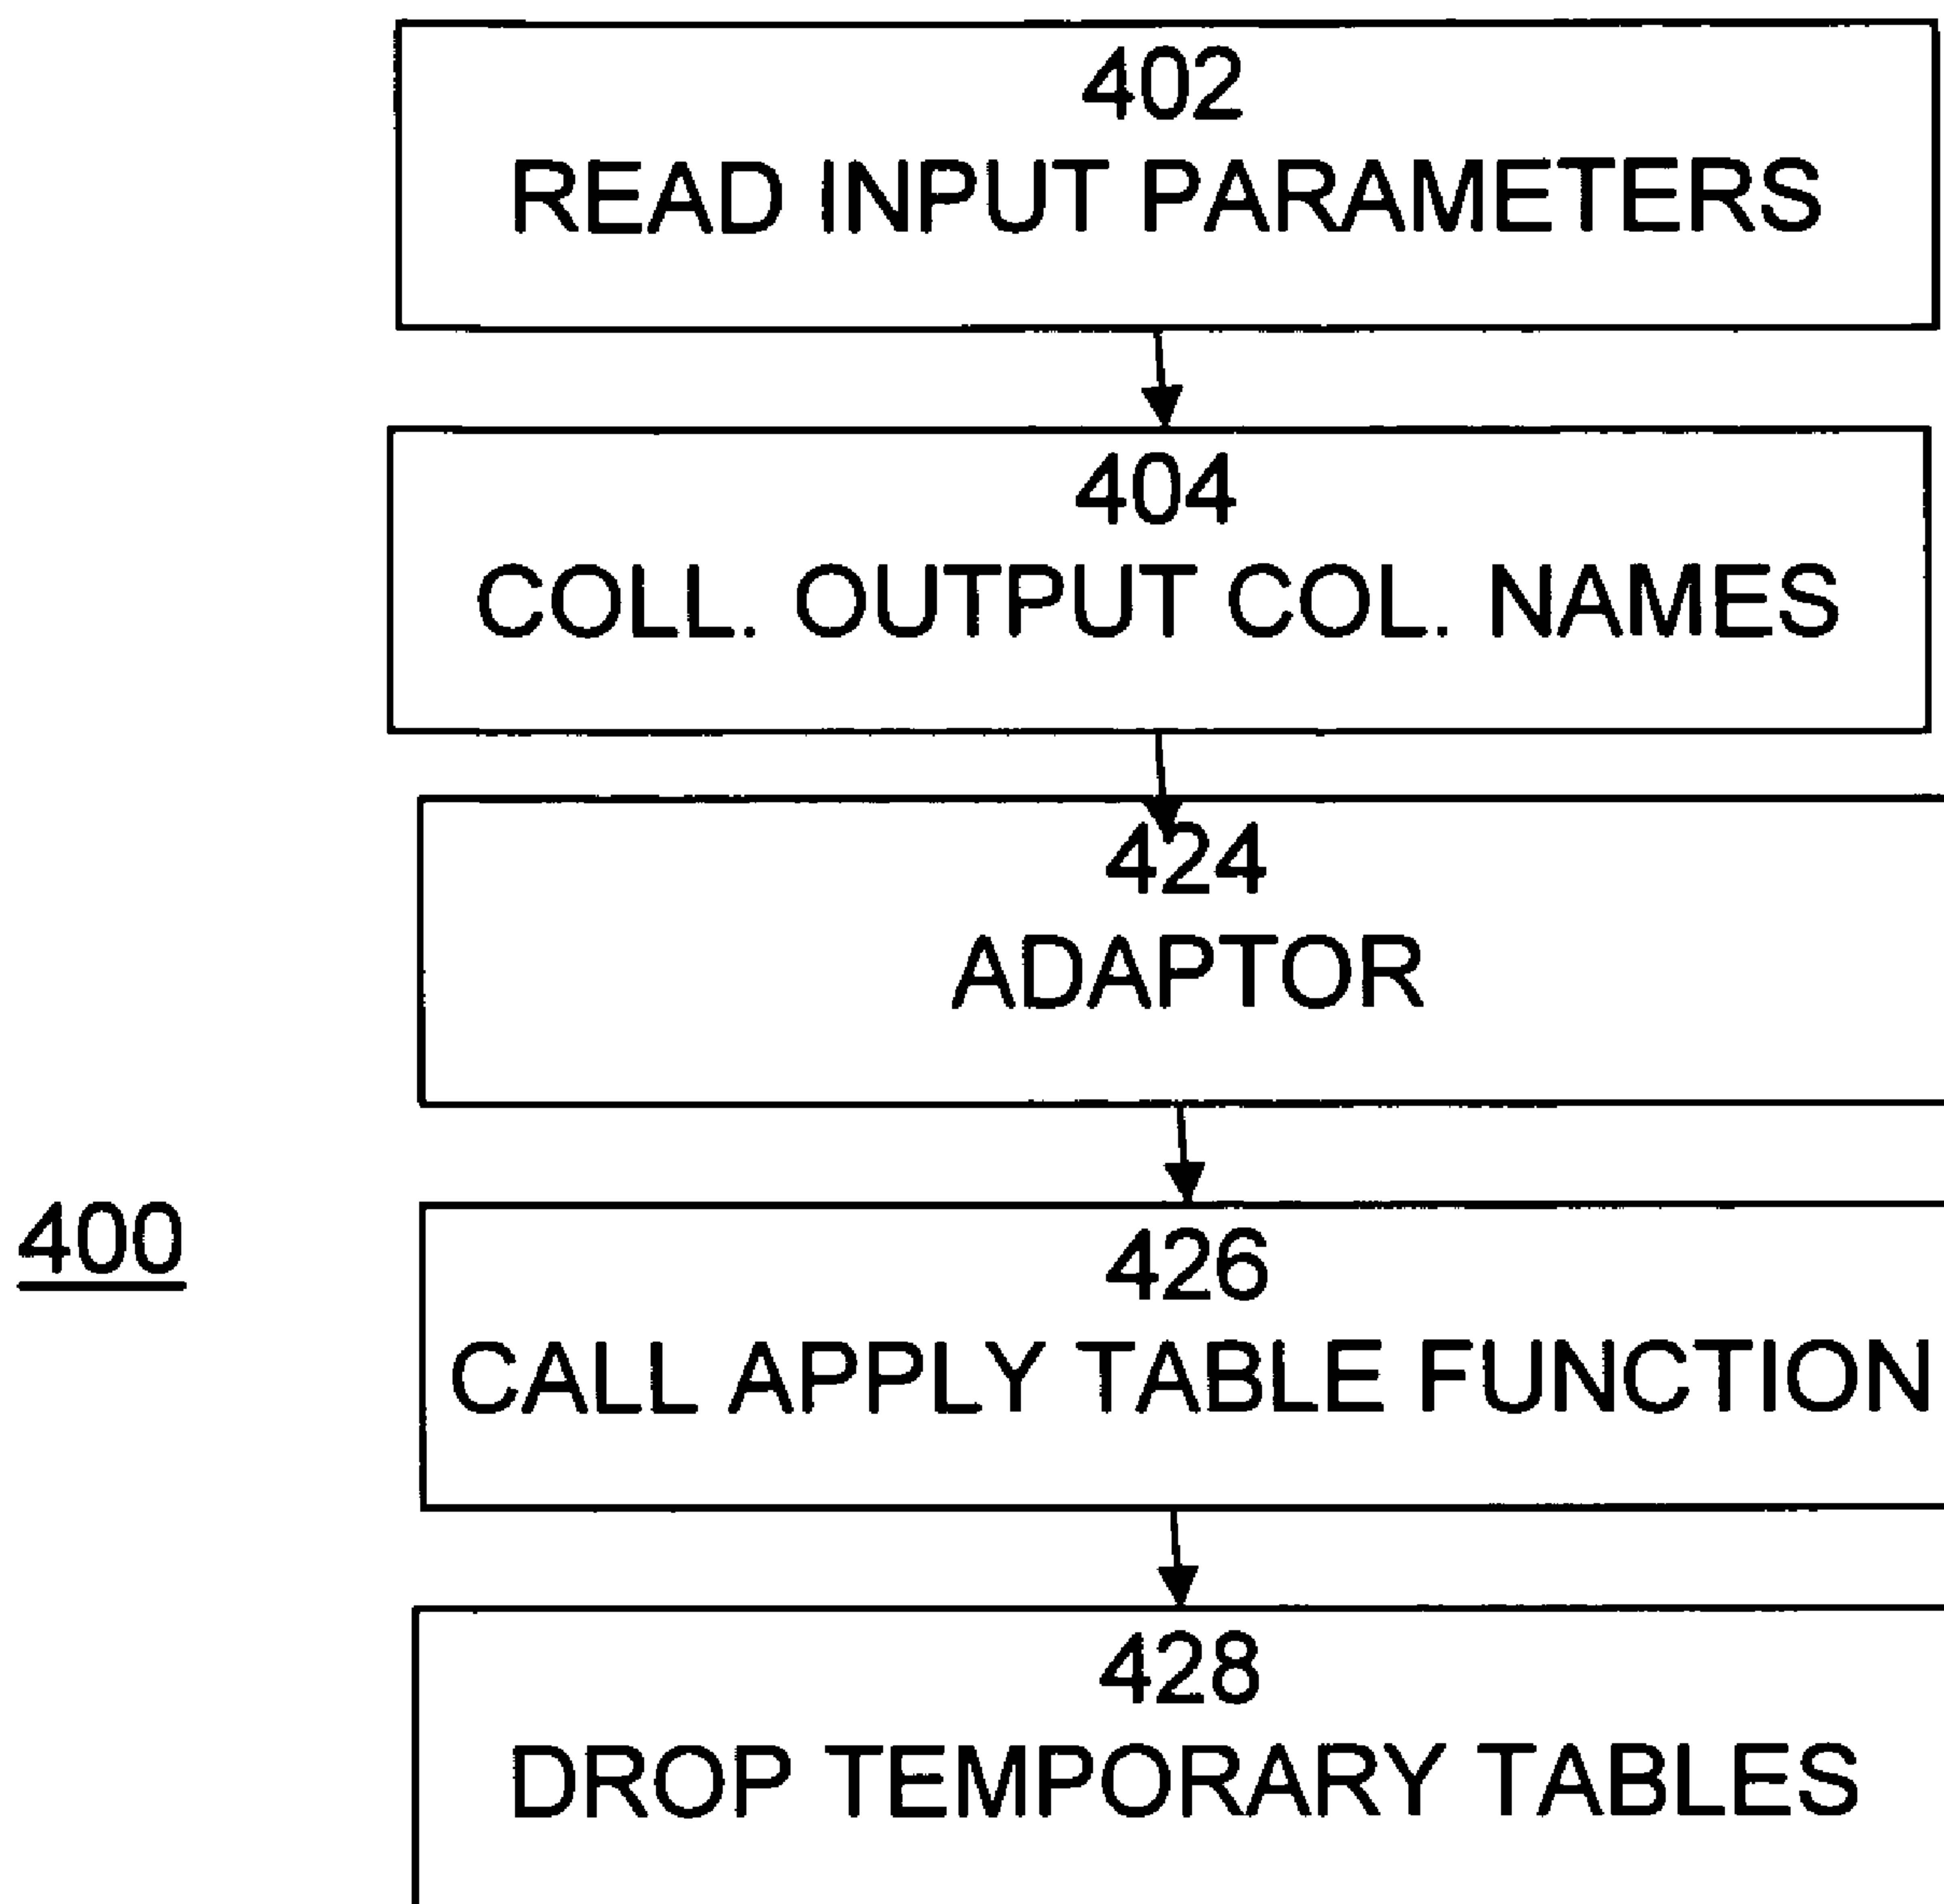 402
READ INPUT PARAMETERS
404
COLL. OUTPUT COL. NAMES
424
ADAPTOR
400
426
CALL APPLY TABLE FUNCTION
428
DROP TEMPORARY TABLES